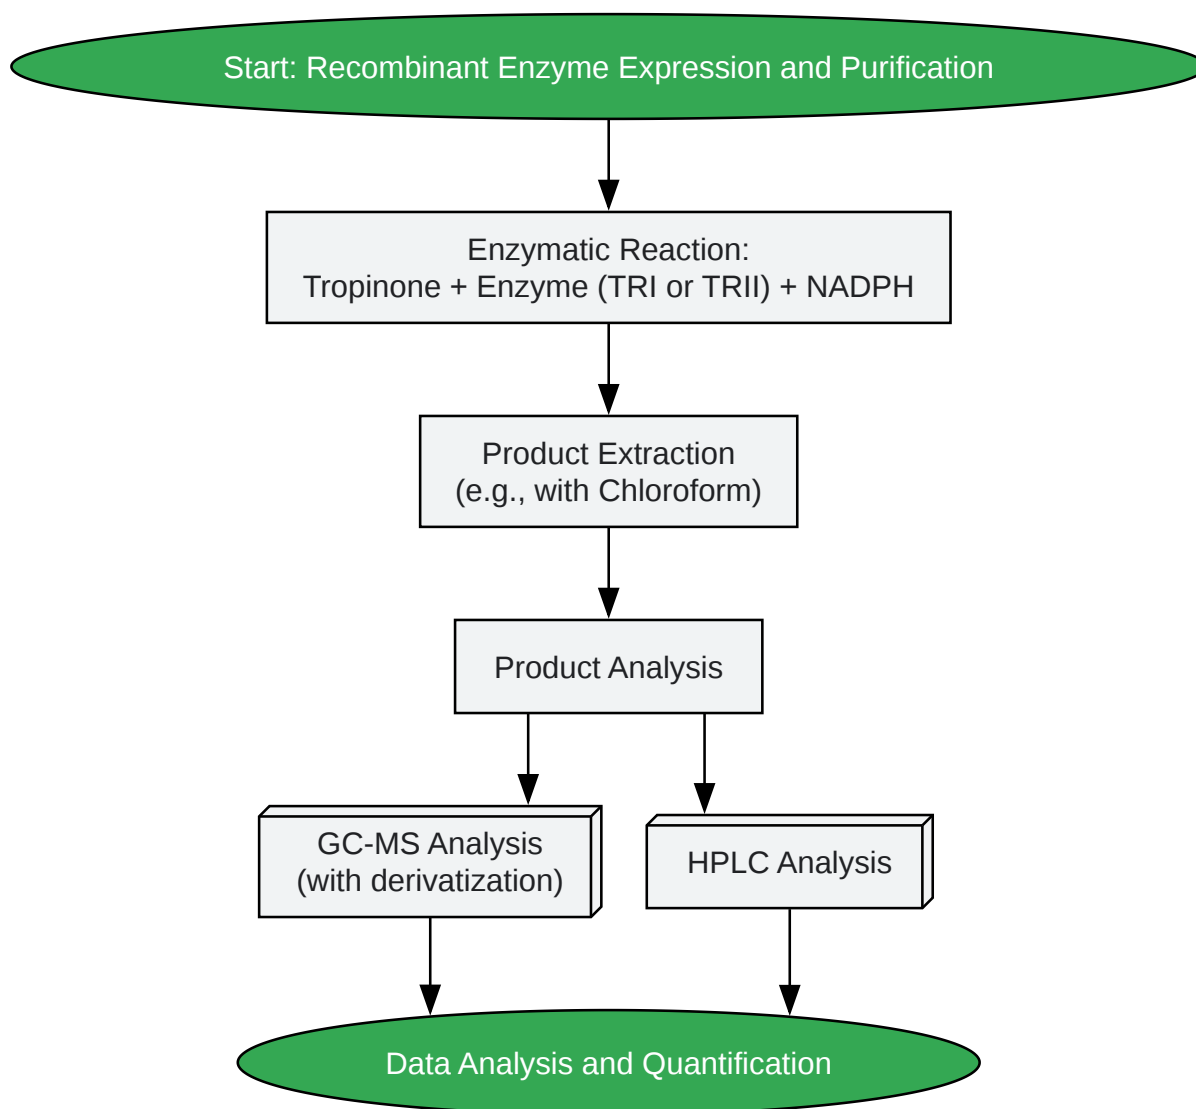 Start: Recombinant Enzyme Expression and Purification
Enzymatic Reaction:
Tropinone + Enzyme (TRI or TRII) + NADPH
Product Extraction
(e.g., with Chloroform)
Product Analysis
GC-MS Analysis
(with derivatization)
HPLC Analysis
Data Analysis and Quantification